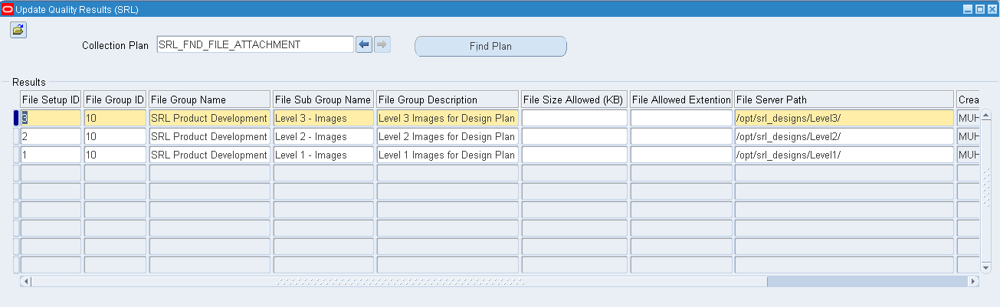 Update Quality Results (SRL)
Collection Plan SRL_FND_FILE_ATTACHMENT Find Plan
Results
File Setup ID File Group ID File Group Name File Sub Group Name File Group Description File Size Allowed (KB) File Allowed Extention File Server Path Crea
3 10 SRL Product Development Level 3 - Images Level 3 Images for Design Plan /opt/srl_designs/Level3/ MUH
2 10 SRL Product Development Level 2 - Images Level 2 Images for Design Plan /opt/srl_designs/Level2/ MUH
1 10 SRL Product Development Level 1 - Images Level 1 Images for Design Plan /opt/srl_designs/Level1/ MUH